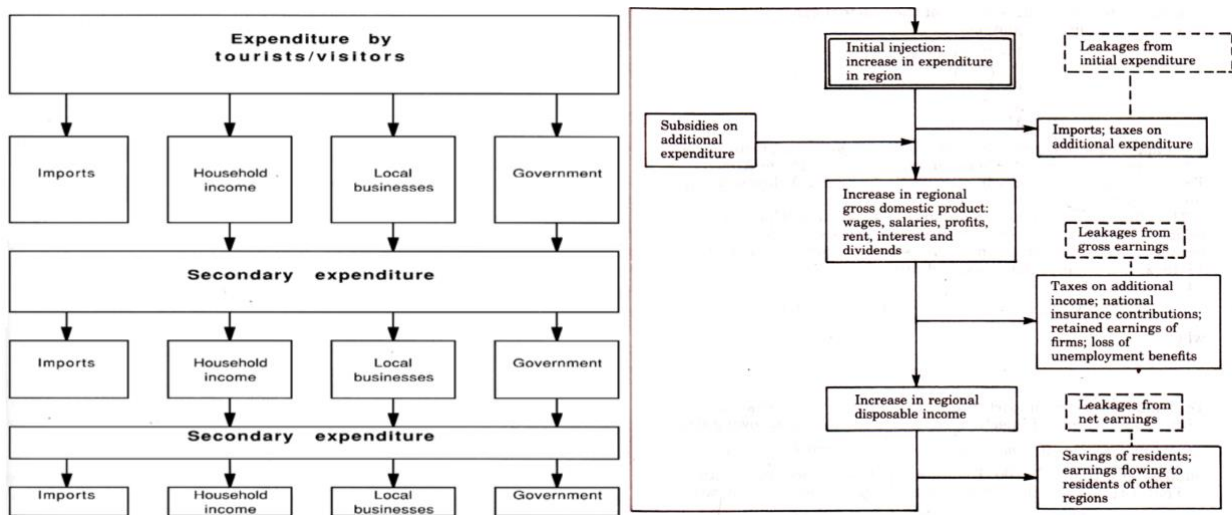 Expenditure by
tourists/visitors
Imports
Household
income
Local
businesses
Government
Secondary expenditure
Imports
Household
income
Local
businesses
Government
Secondary expenditure
Imports
Household
income
Local
businesses
Government
Initial injection:
increase in expenditure
in region
Leakages from
initial expenditure
Subsidies on
additional
expenditure
Imports; taxes on
additional expenditure
Increase in regional
gross domestic product:
wages, salaries, profits,
rent, interest and
dividends
Leakages from
gross earnings
Taxes on additional
income; national
insurance contributions;
retained earnings of
firms; loss of
unemployment benefits
Increase in regional
disposable income
Leakages from
net earnings
Savings of residents;
earnings flowing to
residents of other
regions